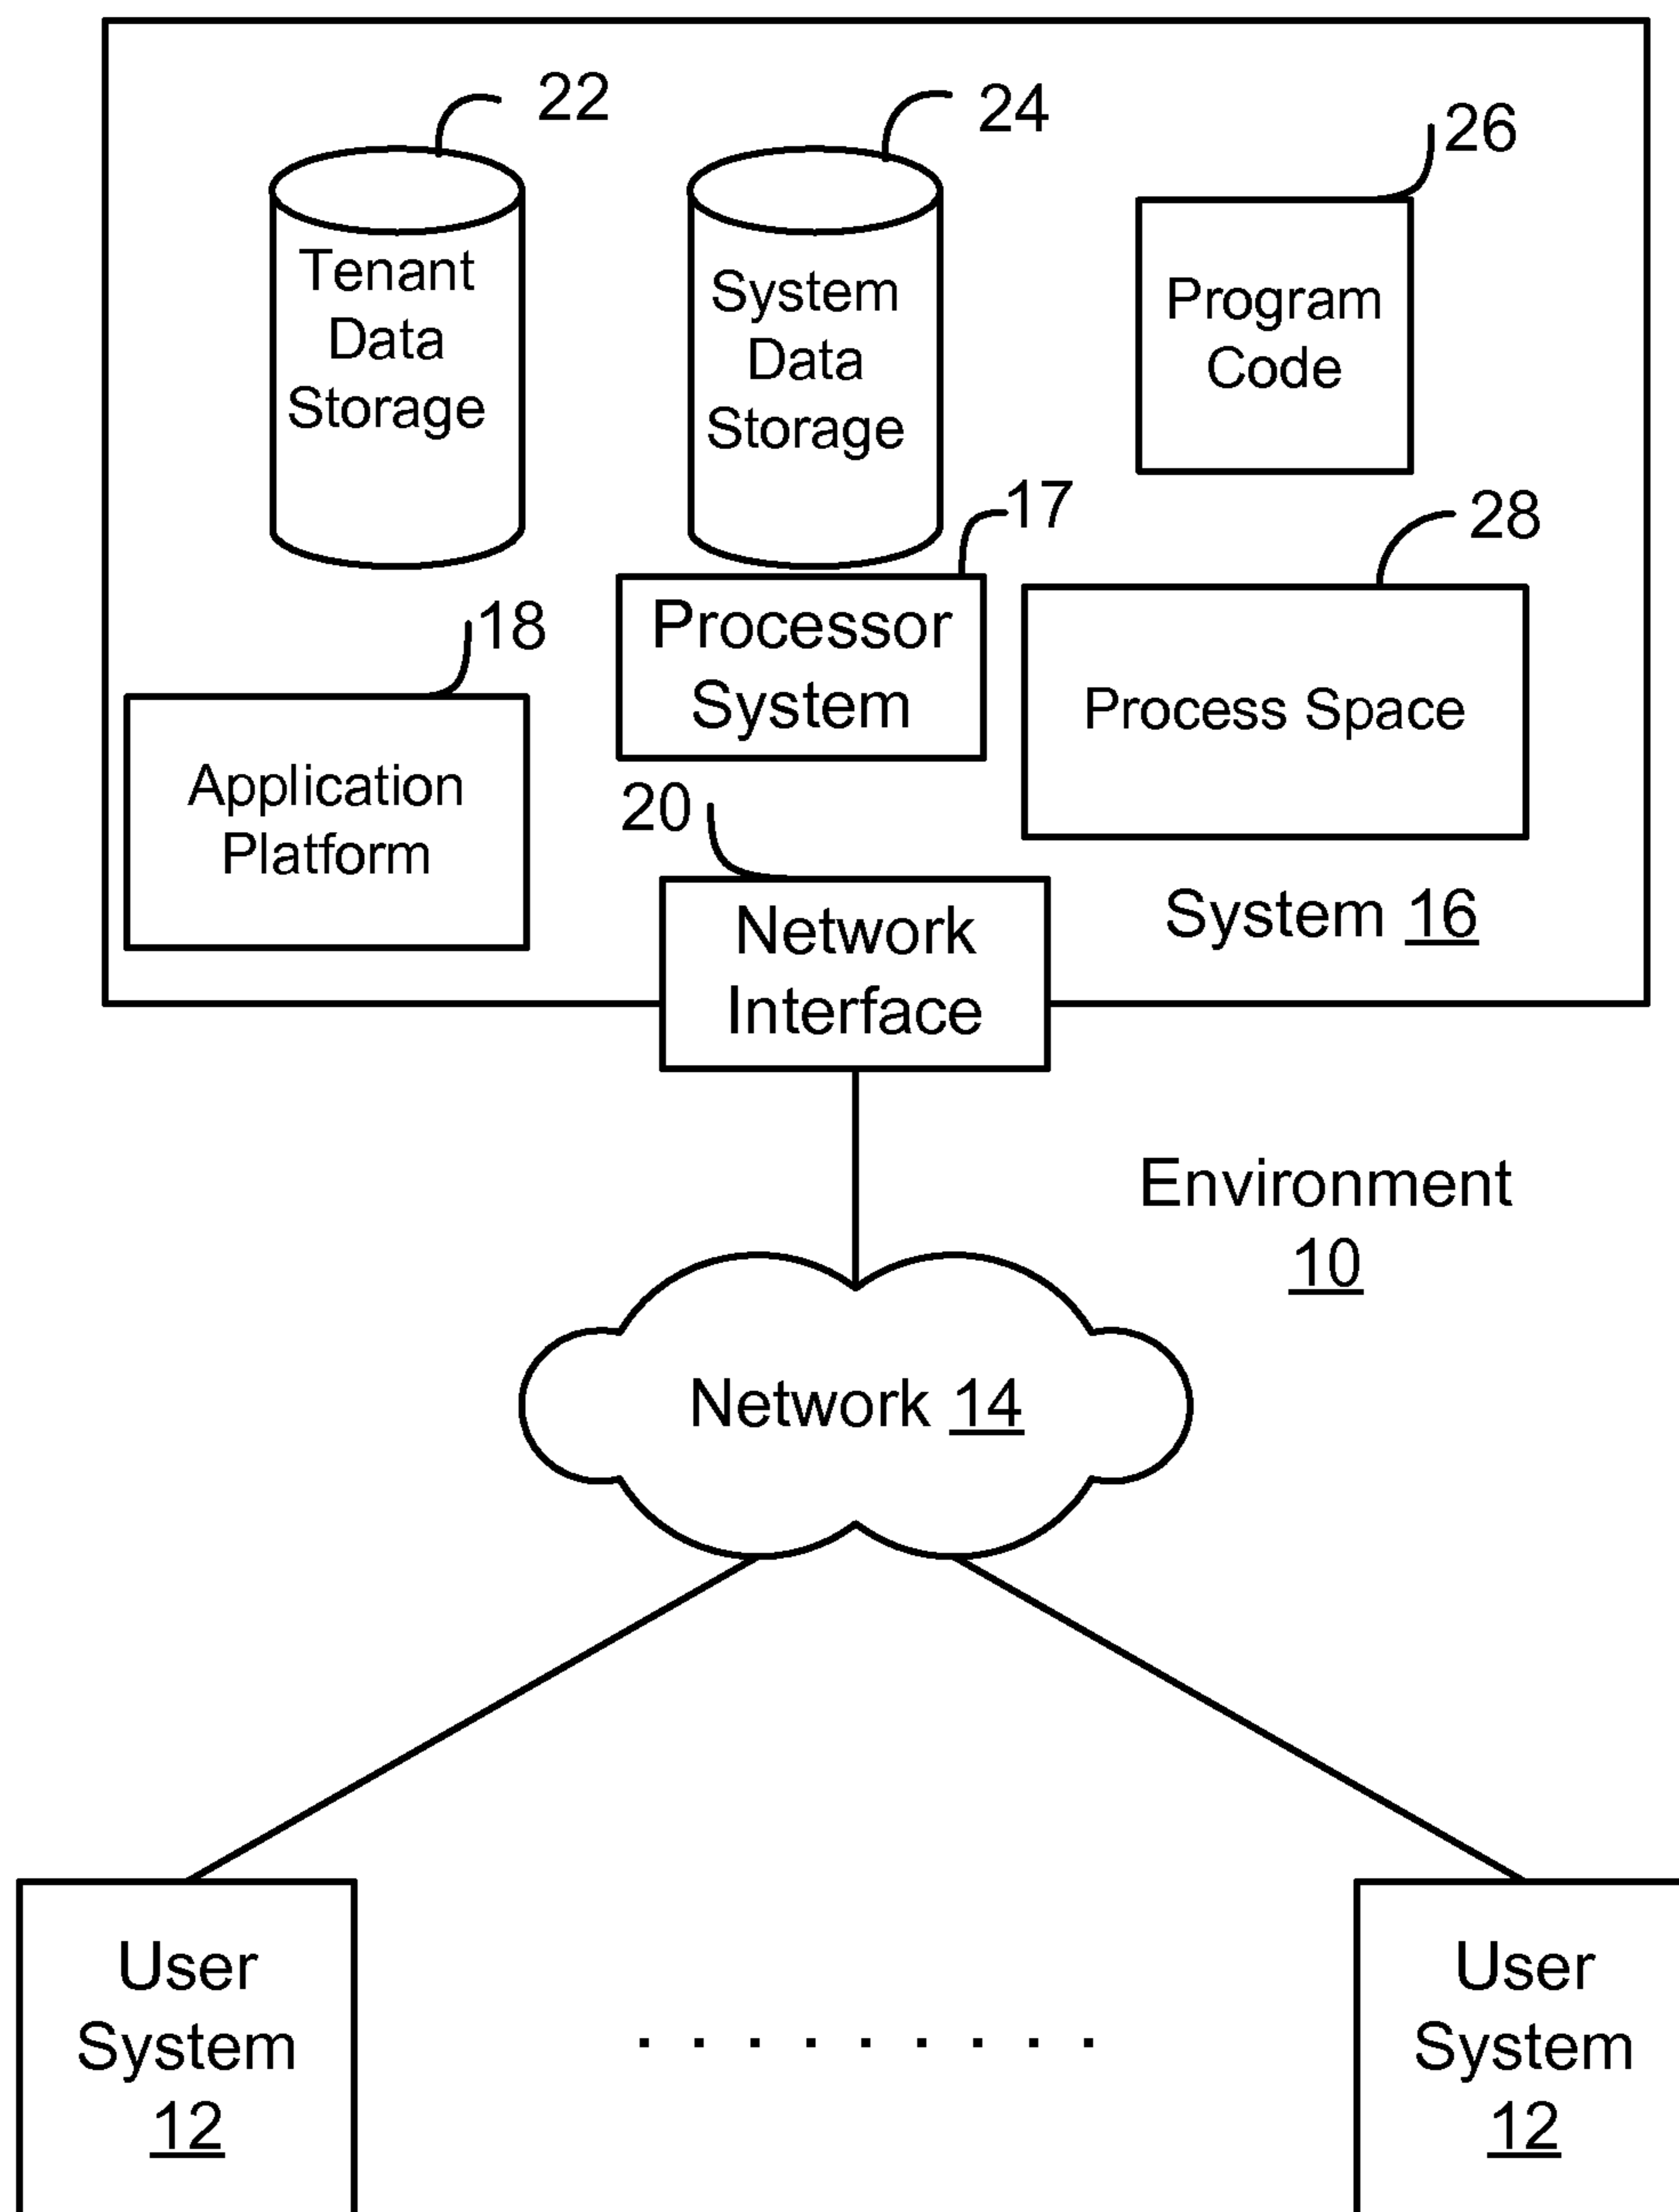 22
24
26
Tenant
Data
Storage
System
Data
Storage
Program
Code
17
28
18
Processor
System
Process Space
Application
Platform
20
Network
Interface
System 16
Environment
10
Network 14
User
System
12
. . . . . . . . .
User
System
12